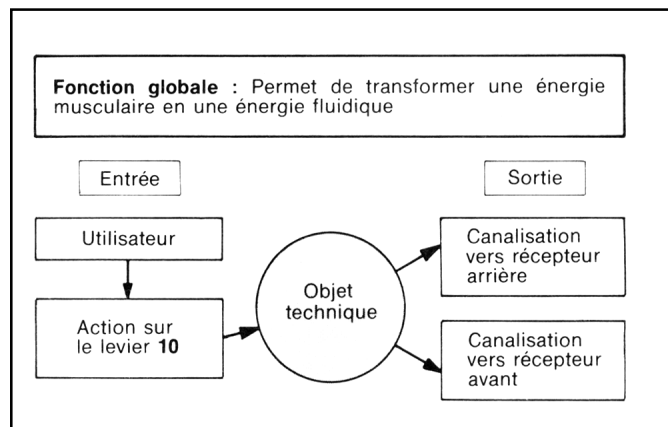 Fonction globale : Permet de transformer une énergie
musculaire en une énergie fluidique
Entrée
Sortie
Utilisateur
Action sur
le levier 10
Objet
technique
Canalisation
vers récepteur
arrière
Canalisation
vers récepteur
avant